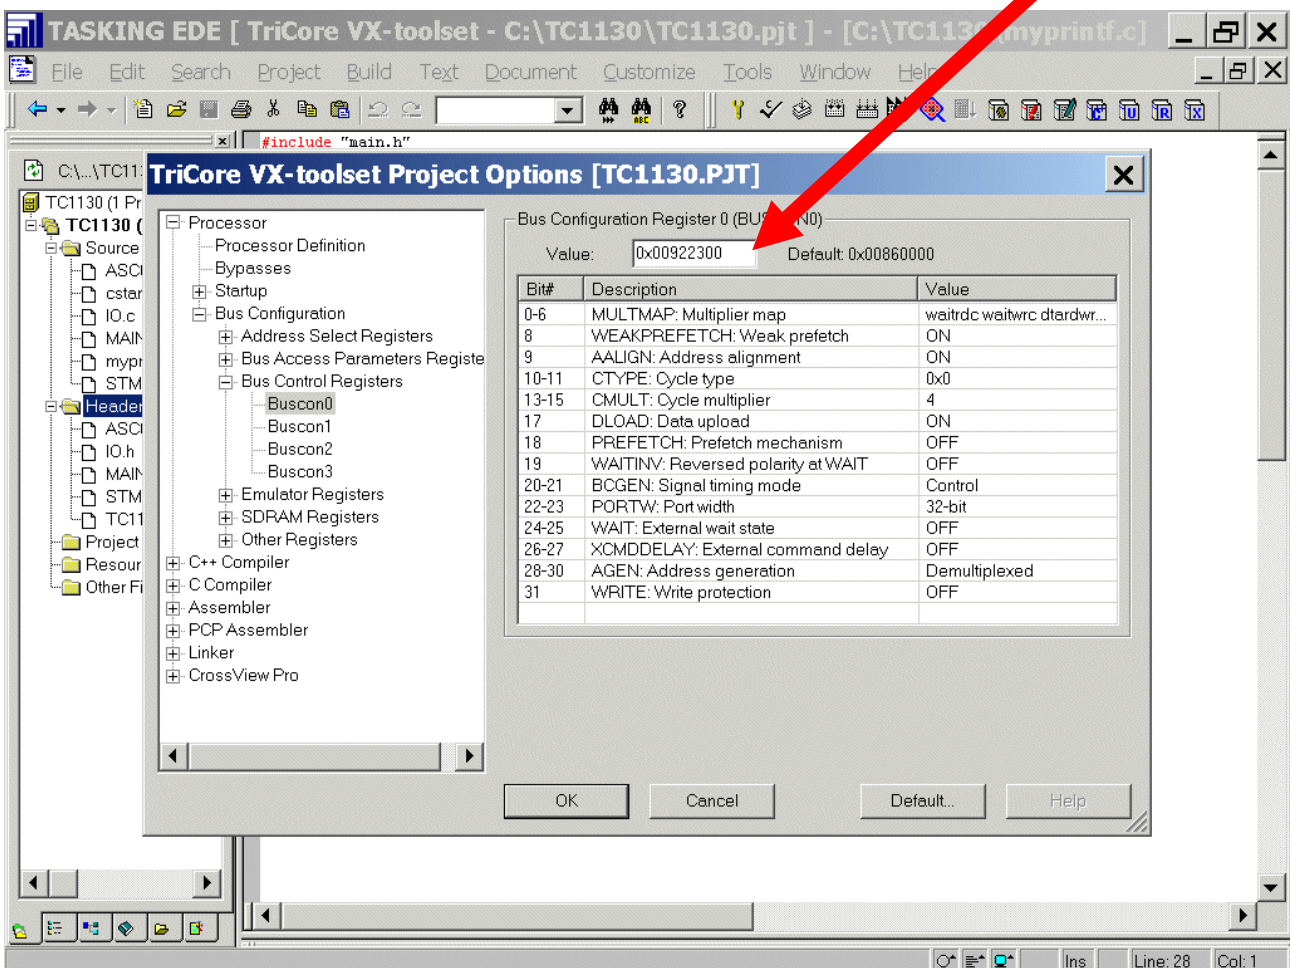 TASKING EDE [ TriCore VX-toolset - C:\TC1130\TC1130.pjt ] - [C:\TC1130\myprintf.c]
File Edit Search Project Build Text Document Customize Tools Window Help
#include "main.h"
C:\...\TC11
TriCore VX-toolset Project Options [TC1130.PJT]
TC1130 (1 Pr
TC1130 (
Source
ASC
cstar
IO.c
MAIN
mypr
STM
Header
ASC
IO.h
MAIN
STM
TC11
Project
Resour
Other Fi
Processor
Processor Definition
Bypasses
Startup
Bus Configuration
Address Select Registers
Bus Access Parameters Registe
Bus Control Registers
Buscon0
Buscon1
Buscon2
Buscon3
Emulator Registers
SDRAM Registers
Other Registers
C++ Compiler
C Compiler
Assembler
PCP Assembler
Linker
CrossView Pro
Bus Configuration Register 0 (BUSCON0)
Value: 0x00922300 Default: 0x00860000
Bit# Description Value
0-6 MULTMAP: Multiplier map waitrdc waitwrc dtardwr...
8 WEAKPREFETCH: Weak prefetch ON
9 AALIGN: Address alignment ON
10-11 CTYPE: Cycle type 0x0
13-15 CMULT: Cycle multiplier 4
17 DLOAD: Data upload ON
18 PREFETCH: Prefetch mechanism OFF
19 WAITINV: Reversed polarity at WAIT OFF
20-21 BCGEN: Signal timing mode Control
22-23 PORTW: Port width 32-bit
24-25 WAIT: External wait state OFF
26-27 XCMDDELAY: External command delay OFF
28-30 AGEN: Address generation Demultiplexed
31 WRITE: Write protection OFF
OK Cancel Default... Help
Ins Line: 28 Col: 1